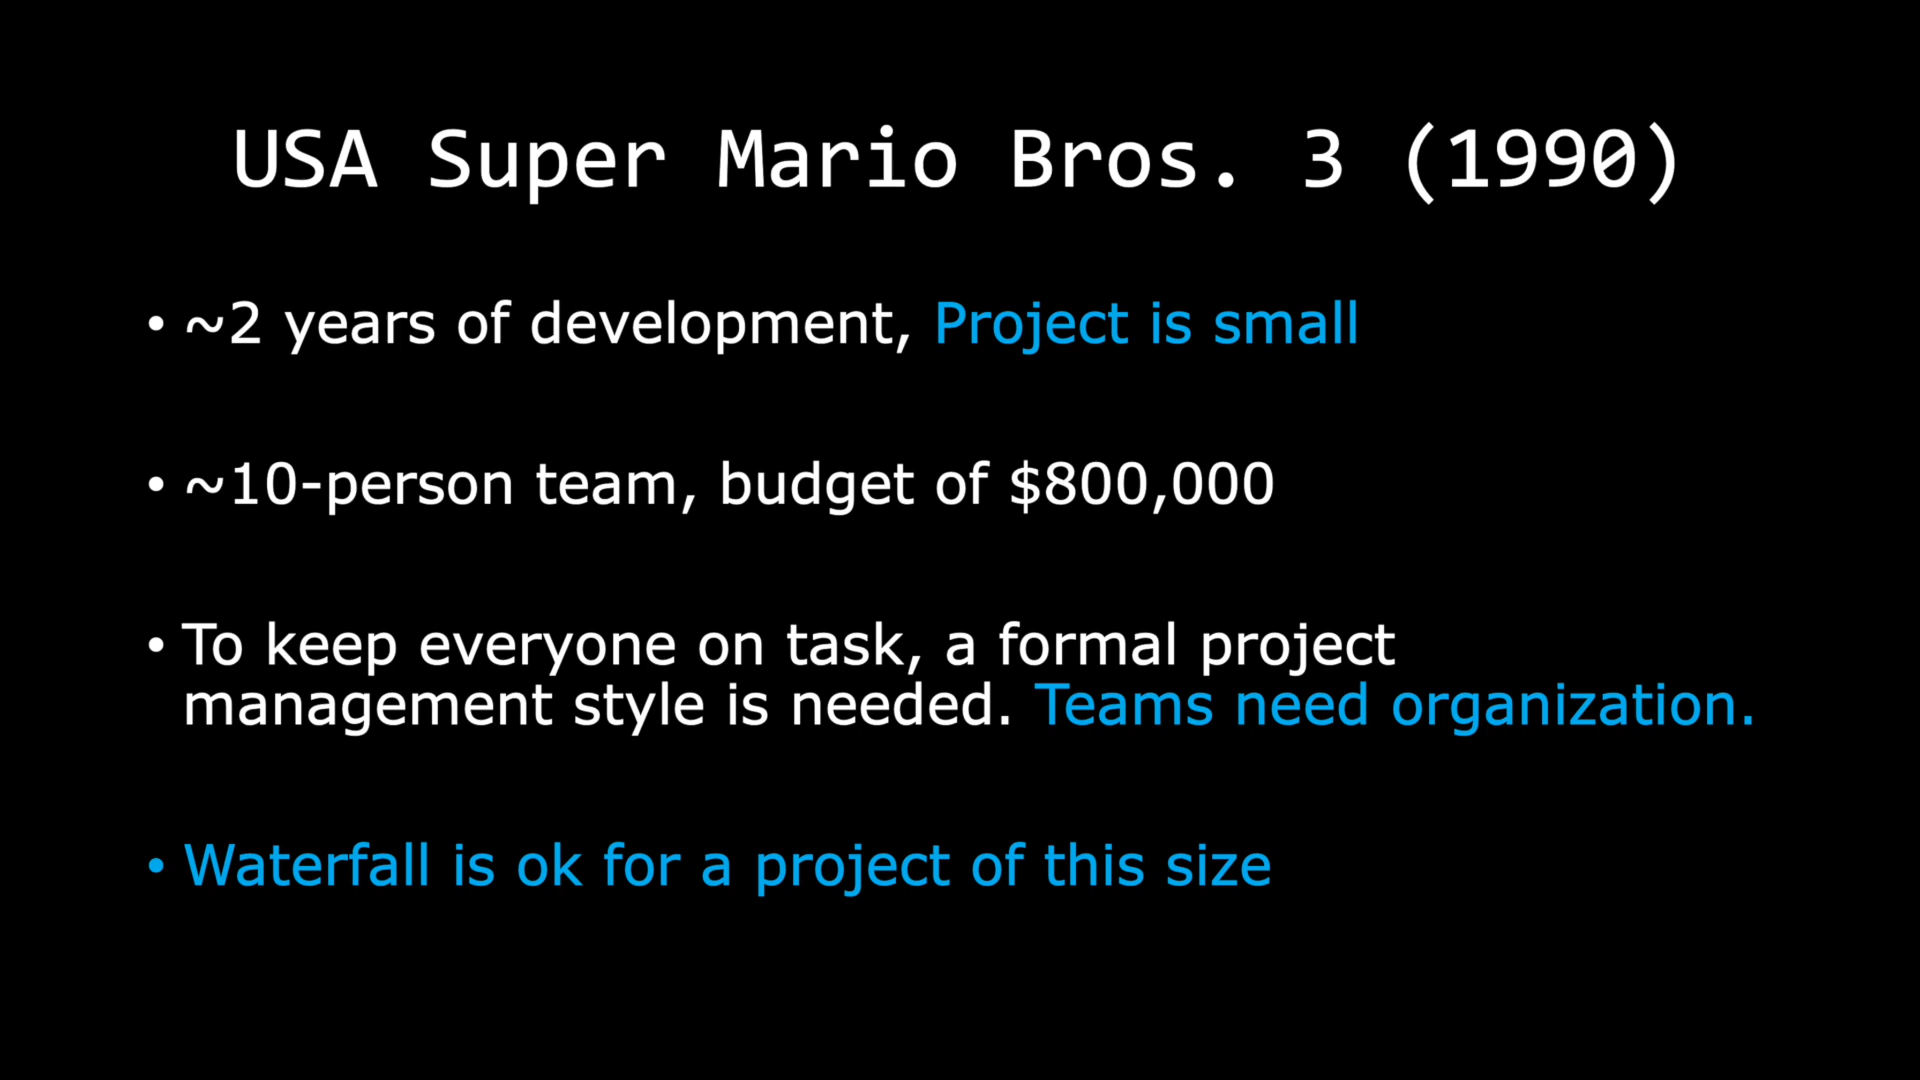 USA Super Mario Bros. 3 (1990)
• ~2 years of development, Project is small
• ~10-person team, budget of $800,000
• To keep everyone on task, a formal project
management style is needed. Teams need organization.
• Waterfall is ok for a project of this size